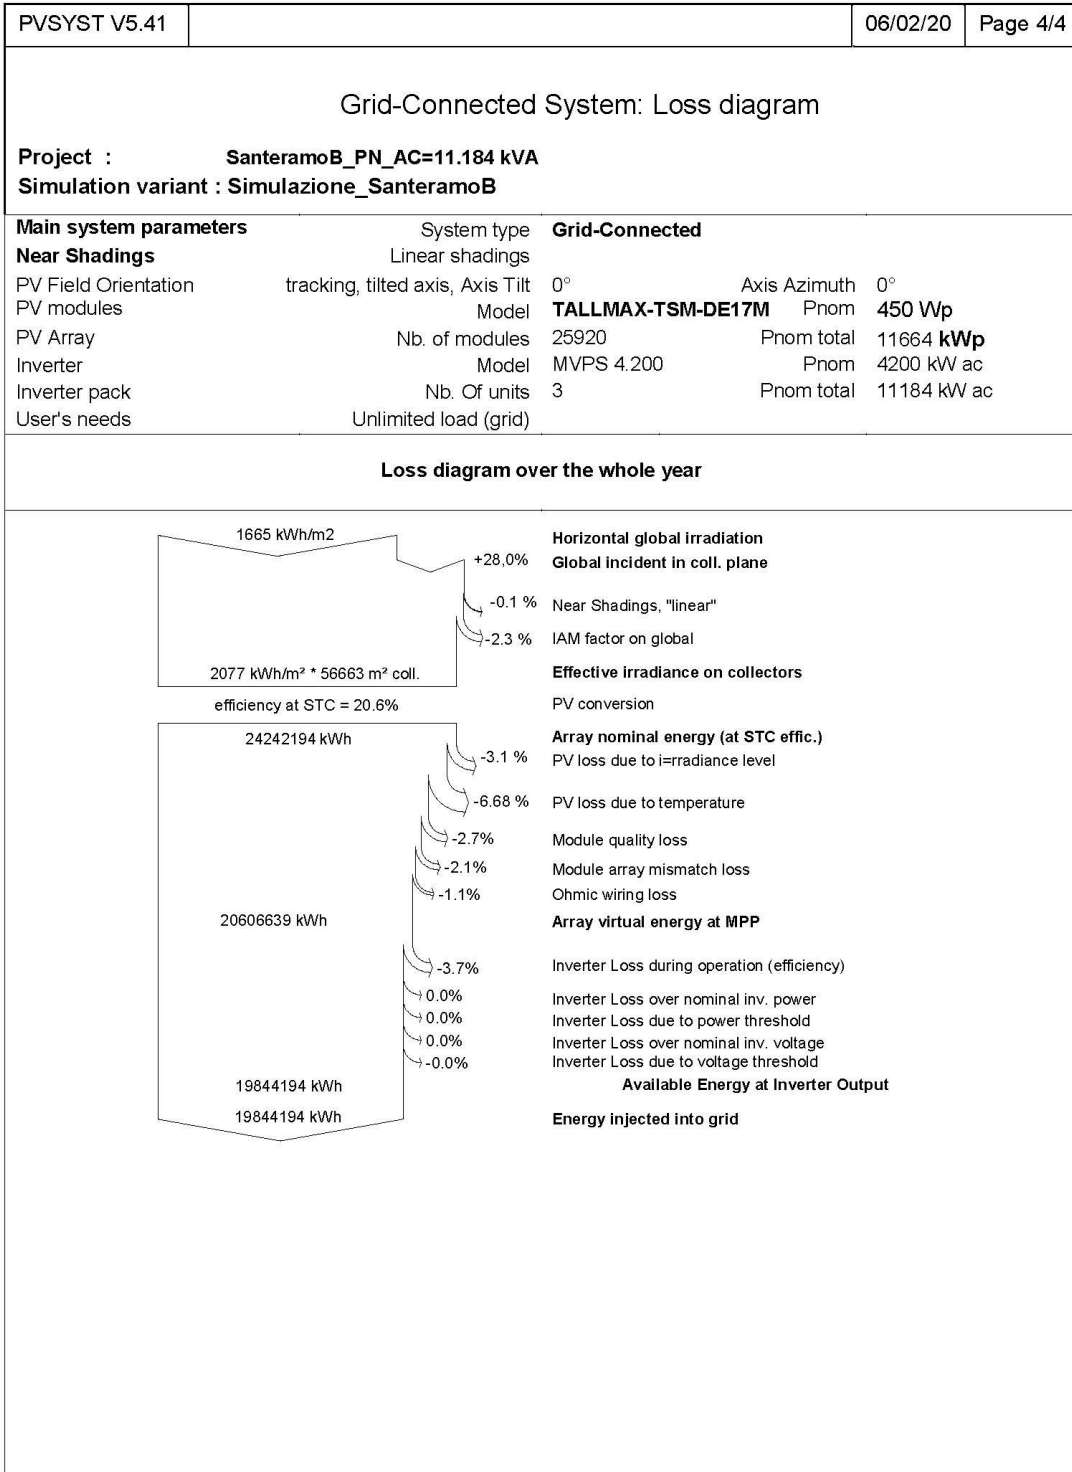 PVSYST V5.41 06/02/20 Page 4/4
Grid-Connected System: Loss diagram
Project : SanteramoB_PN_AC=11.184 kVA
Simulation variant : Simulazione_SanteramoB
Main system parameters System type Grid-Connected
Near Shadings Linear shadings
PV Field Orientation tracking, tilted axis, Axis Tilt 0° Axis Azimuth 0°
PV modules Model TALLMAX-TSM-DE17M Pnom 450 Wp
PV Array Nb. of modules 25920 Pnom total 11664 kWp
Inverter Model MVPS 4.200 Pnom 4200 kW ac
Inverter pack Nb. Of units 3 Pnom total 11184 kW ac
User's needs Unlimited load (grid)
Loss diagram over the whole year
1665 kWh/m2 Horizontal global irradiation
+28,0% Global incident in coll. plane
-0.1 % Near Shadings, "linear"
-2.3 % IAM factor on global
2077 kWh/m² * 56663 m² coll. Effective irradiance on collectors
efficiency at STC = 20.6% PV conversion
24242194 kWh Array nominal energy (at STC effic.)
-3.1 % PV loss due to i=rradiance level
-6.68 % PV loss due to temperature
-2.7% Module quality loss
-2.1% Module array mismatch loss
-1.1% Ohmic wiring loss
20606639 kWh Array virtual energy at MPP
-3.7% Inverter Loss during operation (efficiency)
0.0% Inverter Loss over nominal inv. power
0.0% Inverter Loss due to power threshold
0.0% Inverter Loss over nominal inv. voltage
-0.0% Inverter Loss due to voltage threshold
19844194 kWh Available Energy at Inverter Output
19844194 kWh Energy injected into grid